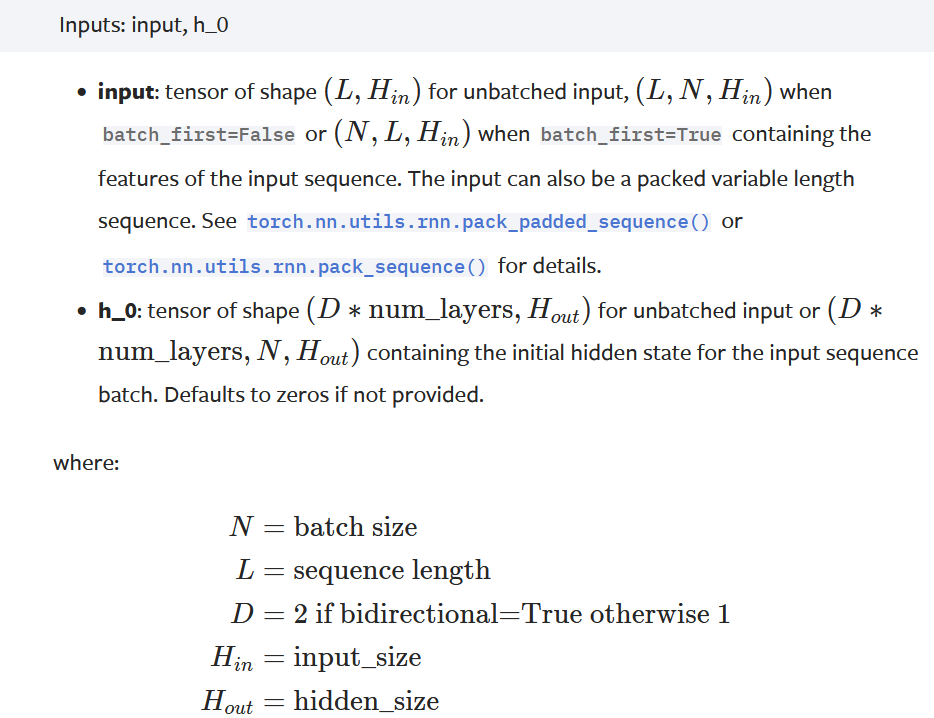 Inputs: input, h_0
• input: tensor of shape (L, H_in) for unbatched input, (L, N, H_in) when
batch_first=False or (N, L, H_in) when batch_first=True containing the
features of the input sequence. The input can also be a packed variable length
sequence. See torch.nn.utils.rnn.pack_padded_sequence() or
torch.nn.utils.rnn.pack_sequence() for details.
• h_0: tensor of shape (D ∗ num_layers, H_out) for unbatched input or (D ∗
num_layers, N, H_out) containing the initial hidden state for the input sequence
batch. Defaults to zeros if not provided.
where:
N = batch size
L = sequence length
D = 2 if bidirectional=True otherwise 1
H_in = input_size
H_out = hidden_size